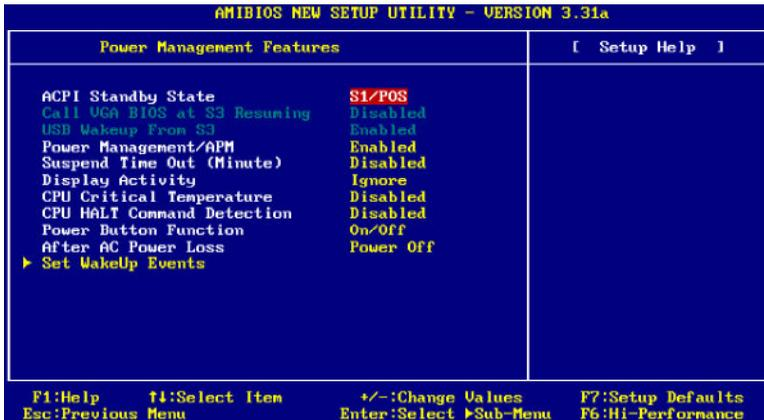 AMIBIOS NEW SETUP UTILITY - VERSION 3.31a
Power Management Features
[ Setup Help ]
ACPI Standby State S1/POS
Call VGA BIOS at S3 Resuming Disabled
USB Wakeup From S3 Enabled
Power Management/APM Enabled
Suspend Time Out (Minute) Disabled
Display Activity Ignore
CPU Critical Temperature Disabled
CPU HALT Command Detection Disabled
Power Button Function On/Off
After AC Power Loss Power Off
▶ Set WakeUp Events
F1:Help ↑↓:Select Item +/-:Change Values F7:Setup Defaults
Esc:Previous Menu Enter:Select ▶Sub-Menu F6:Hi-Performance